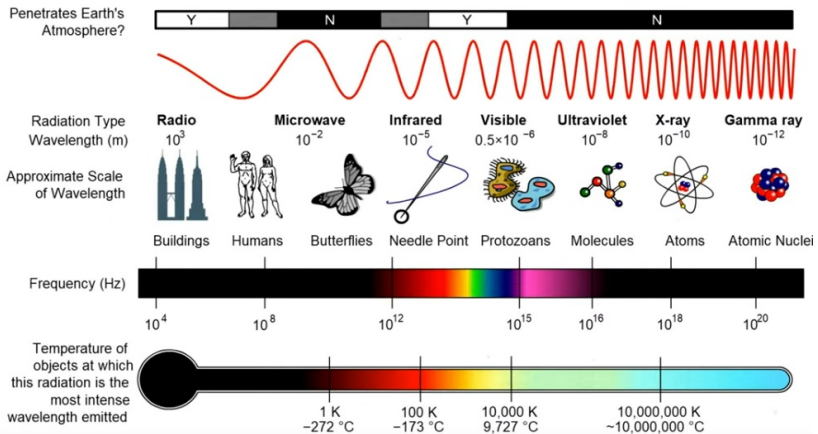 Penetrates Earth's
Atmosphere?
Y N Y N
Radiation Type
Radio Microwave Infrared Visible Ultraviolet X-ray Gamma ray
Wavelength (m)
10³ 10⁻² 10⁻⁵ 0.5×10⁻⁶ 10⁻⁸ 10⁻¹⁰ 10⁻¹²
Approximate Scale
of Wavelength
Buildings Humans Butterflies Needle Point Protozoans Molecules Atoms Atomic Nuclei
Frequency (Hz)
10⁴ 10⁸ 10¹² 10¹⁵ 10¹⁶ 10¹⁸ 10²⁰
Temperature of
objects at which
this radiation is the
most intense
wavelength emitted
1 K 100 K 10,000 K 10,000,000 K
−272 °C −173 °C 9,727 °C ~10,000,000 °C